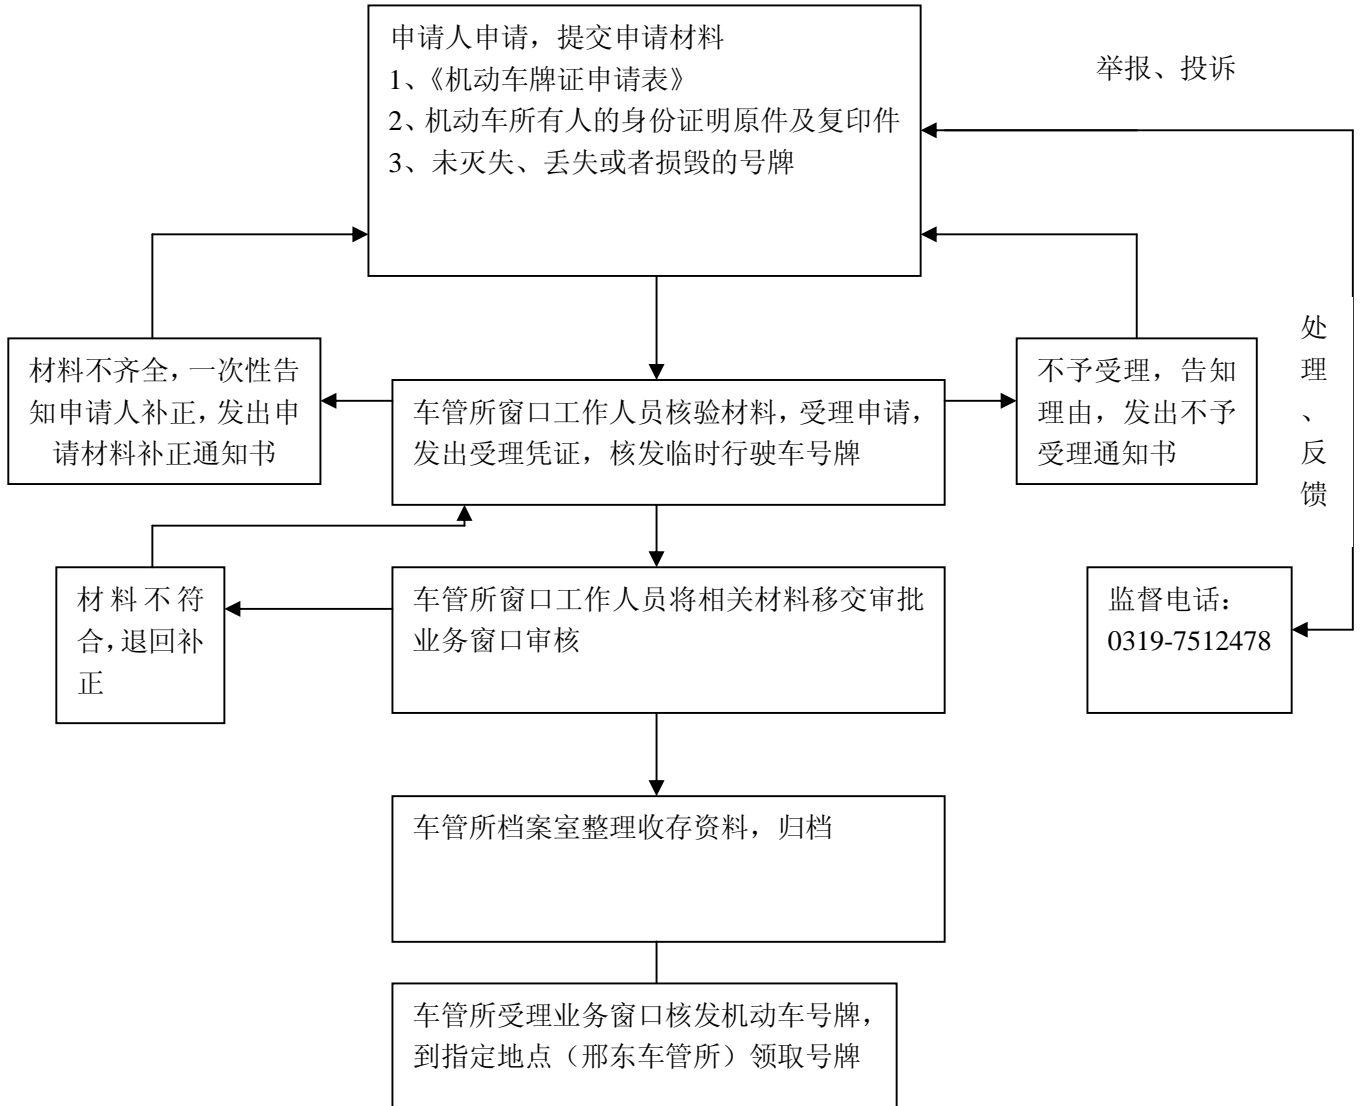 申请人申请，提交申请材料
1、《机动车牌证申请表》
2、机动车所有人的身份证明原件及复印件
3、未灭失、丢失或者损毁的号牌
举报、投诉
处
理
、
反
馈
材料不齐全，一次性告
知申请人补正，发出申
请材料补正通知书
车管所窗口工作人员核验材料，受理申请，
发出受理凭证，核发临时行驶车号牌
不予受理，告知
理由，发出不予
受理通知书
材料不符
合，退回补
正
车管所窗口工作人员将相关材料移交审批
业务窗口审核
监督电话：
0319-7512478
车管所档案室整理收存资料，归档
车管所受理业务窗口核发机动车号牌，
到指定地点（邢东车管所）领取号牌